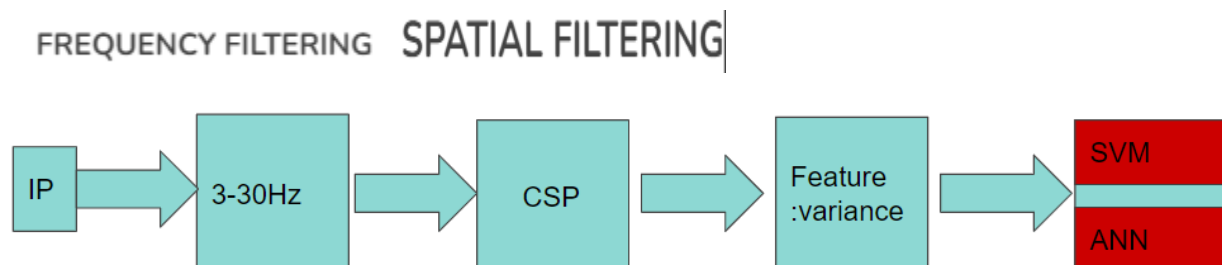 FREQUENCY FILTERING SPATIAL FILTERING
IP
3-30Hz
CSP
Feature
:variance
SVM
ANN